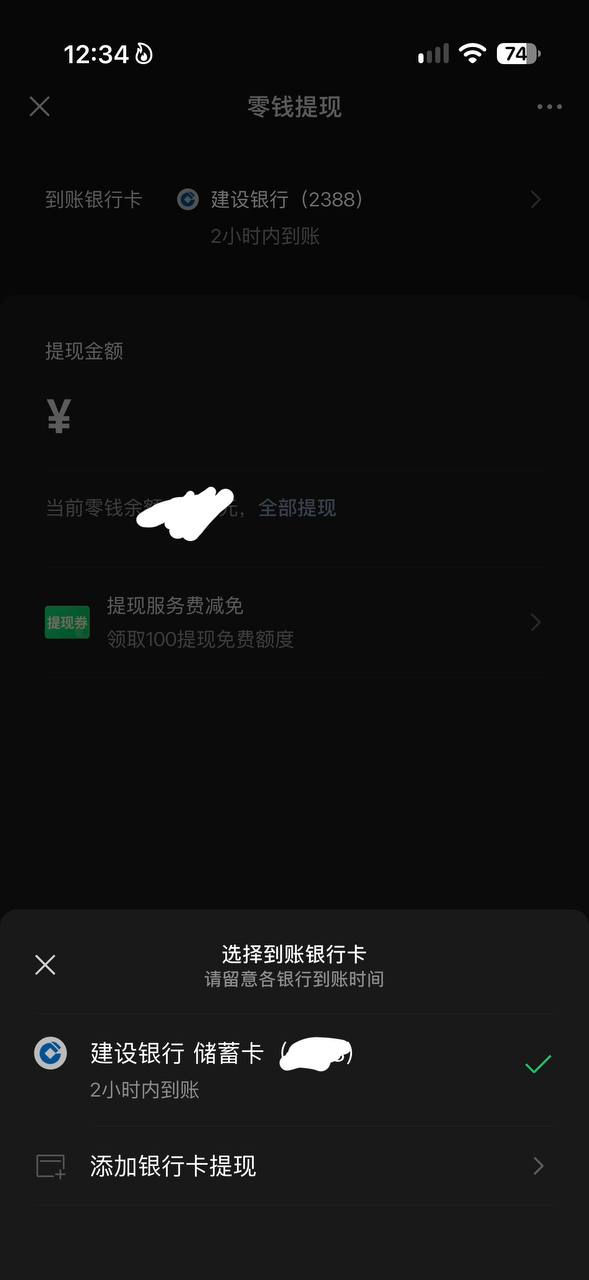 12:34
74
零钱提现
到账银行卡 建设银行（2388）
2小时内到账
提现金额
¥
当前零钱余 元，全部提现
提现券 提现服务费减免
领取100提现免费额度
选择到账银行卡
请留意各银行到账时间
建设银行 储蓄卡
2小时内到账
添加银行卡提现